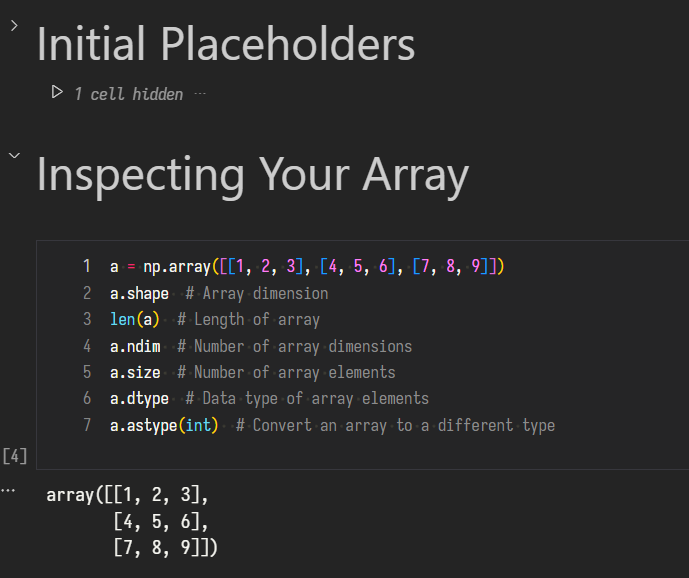 Initial Placeholders
1 cell hidden ...
Inspecting Your Array
1 a = np.array([[1, 2, 3], [4, 5, 6], [7, 8, 9]])
2 a.shape  # Array dimension
3 len(a)  # Length of array
4 a.ndim  # Number of array dimensions
5 a.size  # Number of array elements
6 a.dtype  # Data type of array elements
7 a.astype(int)  # Convert an array to a different type
[4]
... array([[1, 2, 3],
       [4, 5, 6],
       [7, 8, 9]])